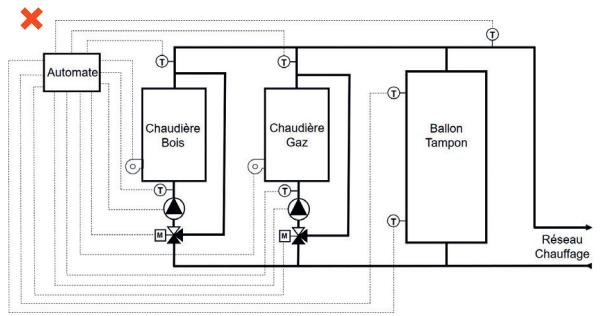 Automate
T
T
T
Chaudière
Bois
Chaudière
Gaz
T
Ballon
Tampon
T
T
M
M
T
Réseau
Chauffage